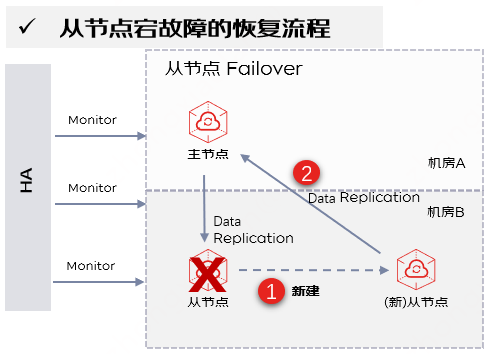 ✓ 从节点宕故障的恢复流程
从节点 Failover
HA
Monitor
主节点
2
机房A
Monitor
Data Replication
机房B
Data
Replication
Monitor
从节点
1 新建
(新)从节点